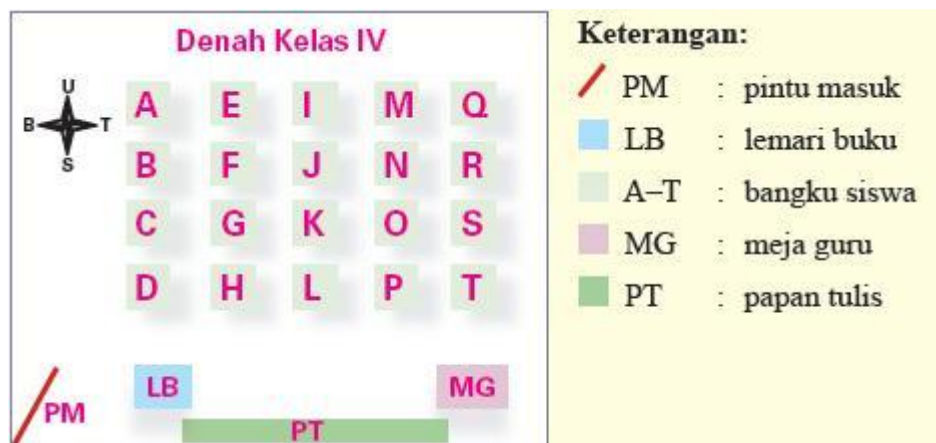 Denah Kelas IV
U
B T
S
A E I M Q
B F J N R
C G K O S
D H L P T
LB MG
PM
PT
Keterangan:
PM : pintu masuk
LB : lemari buku
A–T : bangku siswa
MG : meja guru
PT : papan tulis